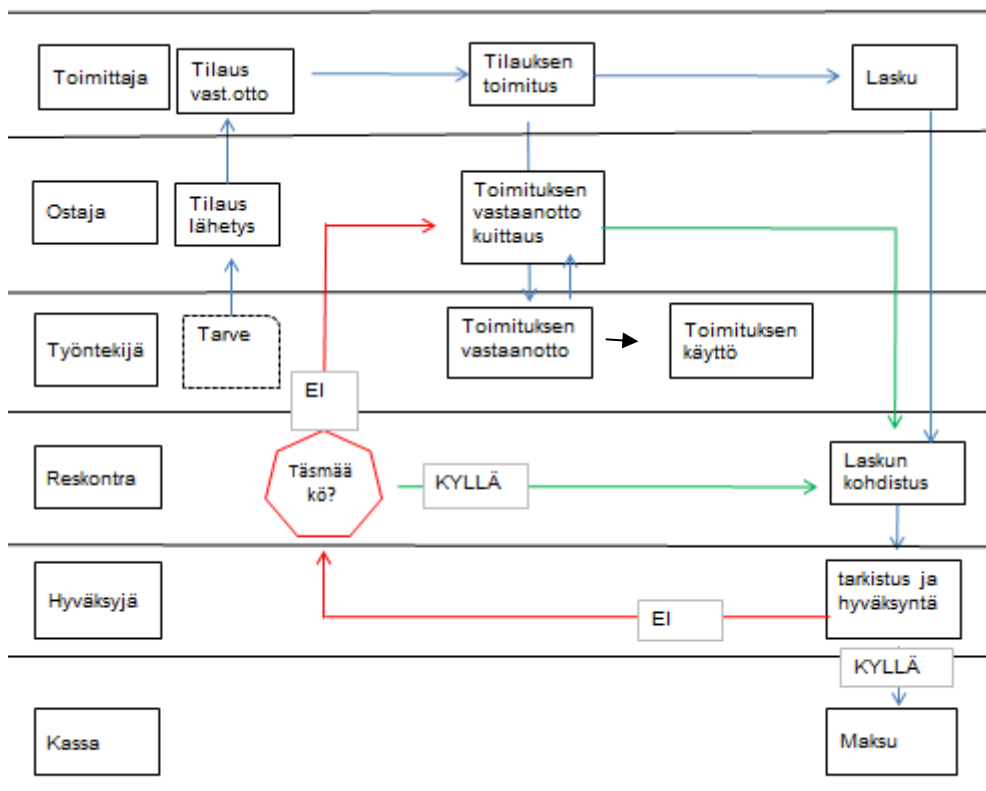 Toimittaja
Tilaus
vast.otto
Tilauksen
toimitus
Lasku
Ostaja
Tilaus
lähetys
Toimituksen
vastaanotto
kuittaus
Työntekijä
Tarve
Toimituksen
vastaanotto
Toimituksen
käyttö
EI
Reskontra
Täsmää
kö?
KYLLÄ
Laskun
kohdistus
Hyväksyjä
EI
tarkistus ja
hyväksyntä
KYLLÄ
Kassa
Maksu